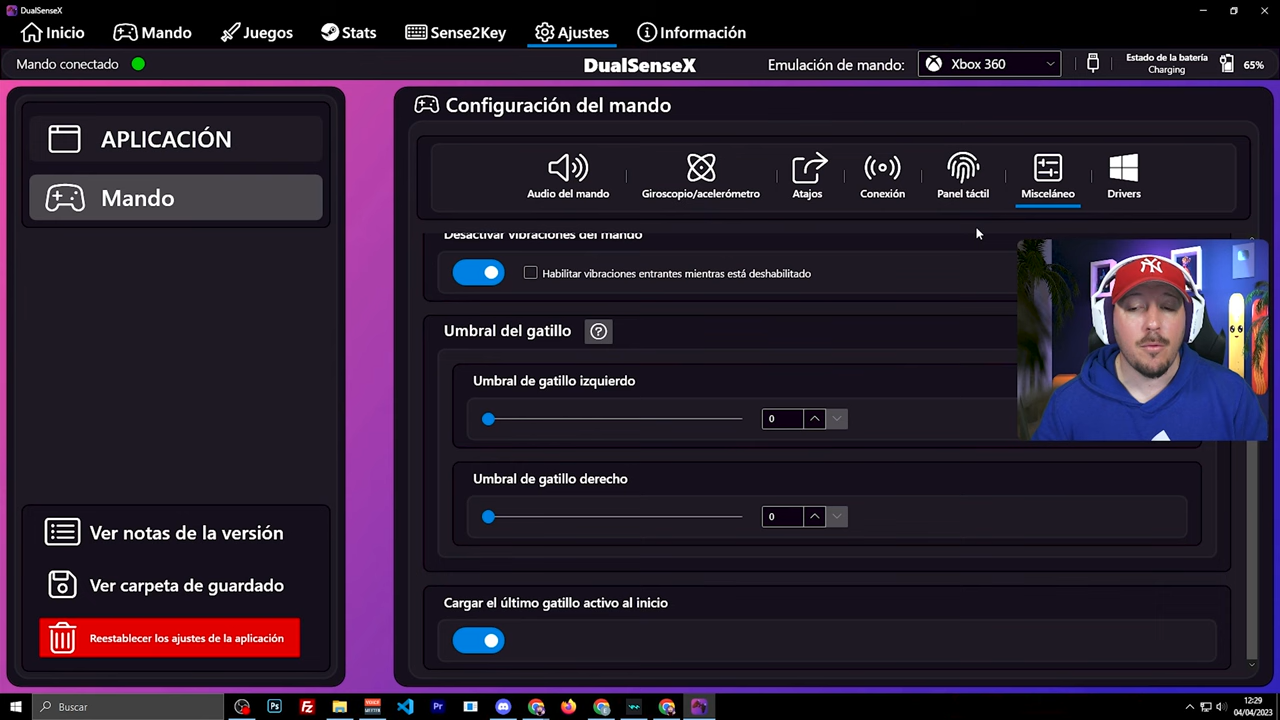 DualSenseX
Inicio
Mando
Juegos
Stats
Sense2Key
Ajustes
Información
Mando conectado
DualSenseX
Emulación de mando:
Xbox 360
Estado de la batería
Charging
65%
APLICACIÓN
Mando
Ver notas de la versión
Ver carpeta de guardado
Reestablecer los ajustes de la aplicación
Configuración del mando
Audio del mando
Giroscopio/acelerómetro
Atajos
Conexión
Panel táctil
Misceláneo
Drivers
Desactivar vibraciones del mando
Habilitar vibraciones entrantes mientras está deshabilitado
Umbral del gatillo
?
Umbral de gatillo izquierdo
0
Umbral de gatillo derecho
0
Cargar el último gatillo activo al inicio
Buscar
12:29
04/04/2023